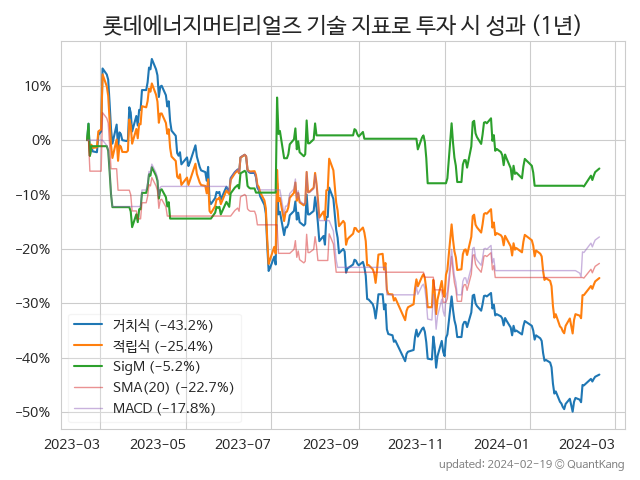 롯데에너지머티리얼즈 기술 지표로 투자 시 성과 (1년)
10%
0%
−10%
−20%
−30%
−40%
−50%
거치식 (−43.2%)
적립식 (−25.4%)
SigM (−5.2%)
SMA(20) (−22.7%)
MACD (−17.8%)
2023-03
2023-05
2023-07
2023-09
2023-11
2024-01
2024-03
updated: 2024-02-19 © QuantKang